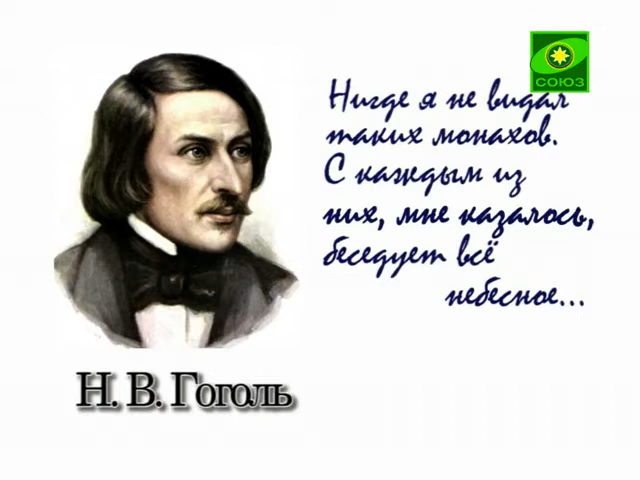 СОЮЗ
Нигде я не видал
таких монахов.
С каждым из
них, мне казалось,
беседует всё
небесное...
Н. В. Гоголь